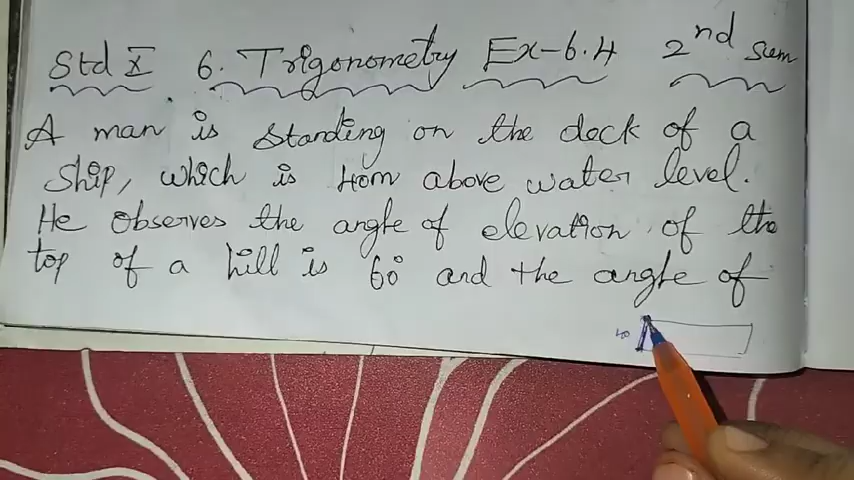 Std X 6. Trigonometry Ex-6.4 2nd Sum
A man is standing on the deck of a
Ship, which is 40m above water level.
He observes the angle of elevation of the
top of a hill is 60° and the angle of
40